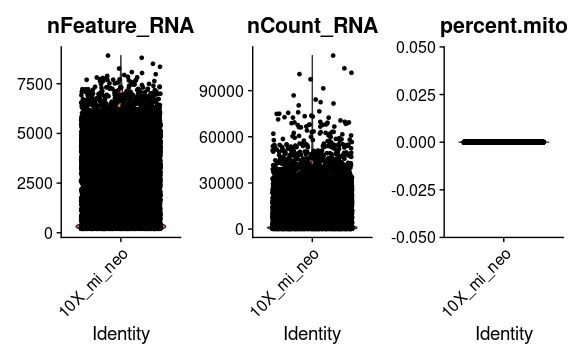 nFeature_RNA
7500
5000
2500
0
10X_mi_neo
Identity
nCount_RNA
90000
60000
30000
0
10X_mi_neo
Identity
percent.mito
0.050
0.025
0.000
-0.025
-0.050
10X_mi_neo
Identity